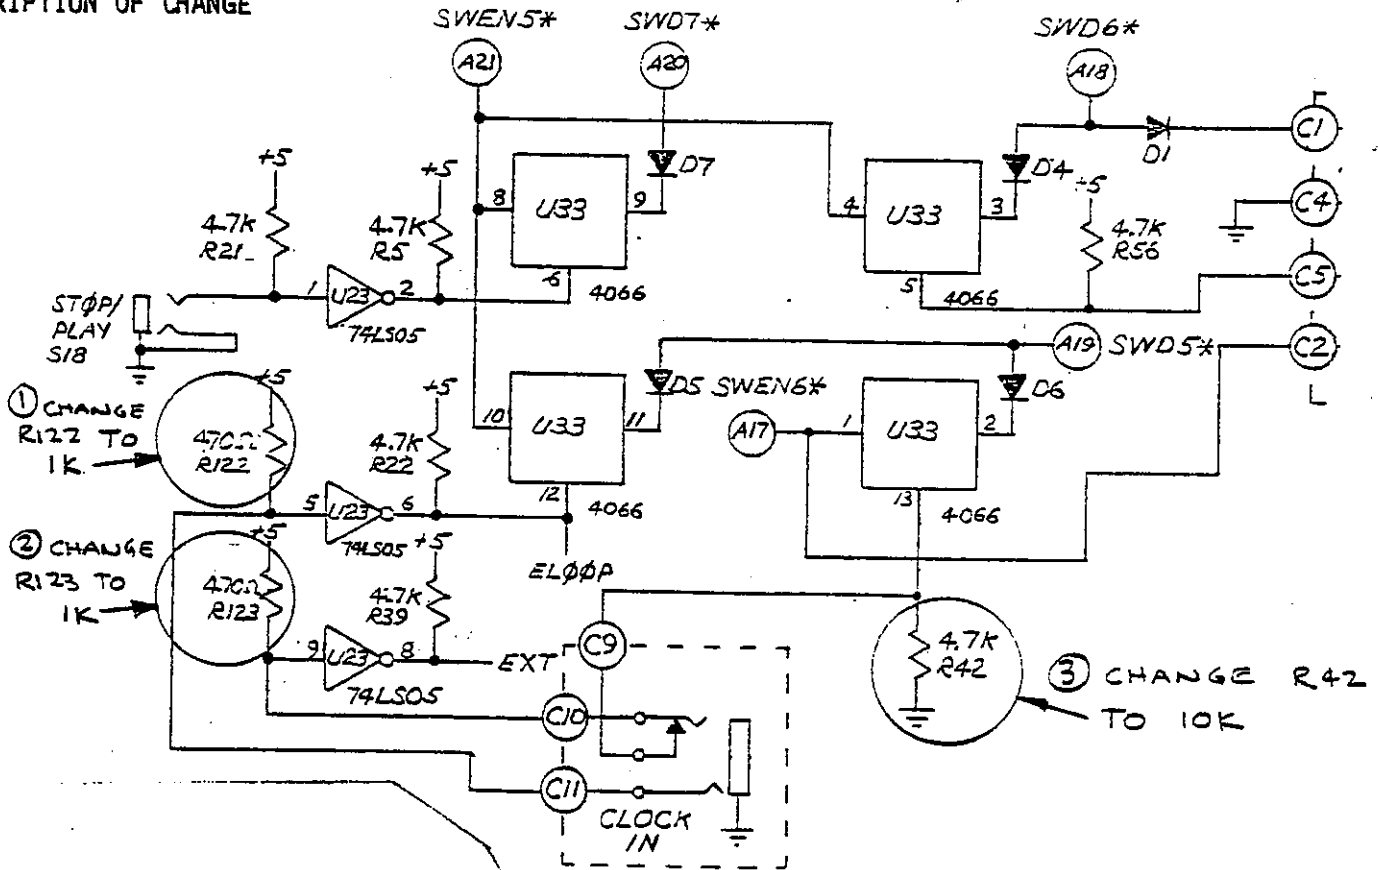 RIPTION OF CHANGE
SWEN5*
SWD7*
SWD6*
A21
A20
A18
C1
D1
+5
4.7K
R21
+5
4.7K
R5
8
U33
9
D7
6
4066
4
U33
3
D4
5
4066
+5
4.7K
R56
C4
C5
C2
STØP/
PLAY
S18
1
U23
2
74LS05
A19
SWD5*
① CHANGE
R122 TO
1K
+5
470Ω
R122
+5
4.7K
R22
10
U33
11
D5
12
4066
SWEN6*
A17
1
U33
2
D6
13
4066
5
U23
6
74LS05
ELØØP
② CHANGE
R123 TO
1K
+5
470Ω
R123
+5
4.7K
R39
9
U23
8
74LS05
EXT
C9
C10
C11
CLOCK
IN
4.7K
R42
③ CHANGE R42
TO 10K